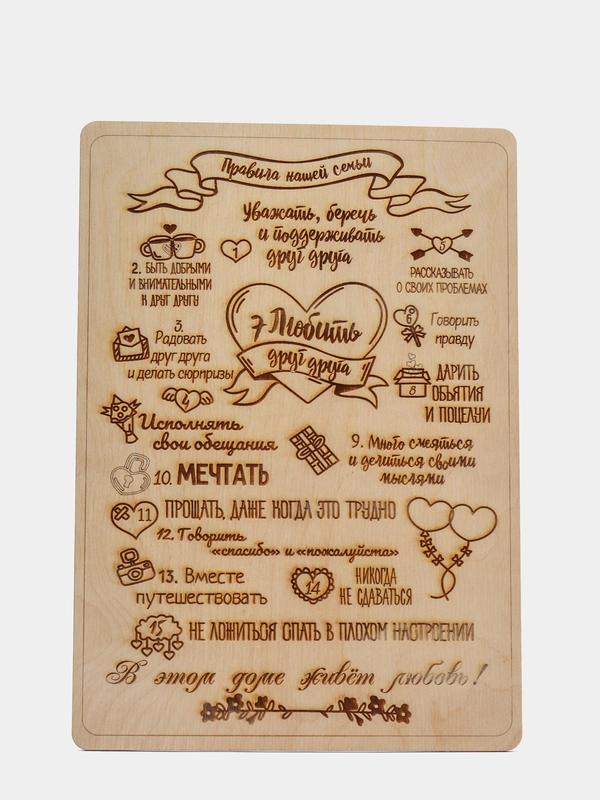 Правила нашей семьи
1 Уважать, беречь
и поддерживать
друг друга
2. БЫТЬ ДОБРЫМИ
И ВНИМАТЕЛЬНЫМИ
К ДРУГ ДРУГУ
5
РАССКАЗЫВАТЬ
О СВОИХ ПРОБЛЕМАХ
3.
Радовать
друг друга
и делать сюрпризы
7 Любить
друг друга
6 Говорить
правду
8 ДАРИТЬ
ОБЪЯТИЯ
И ПОЦЕЛУИ
4
Исполнять
свои обещания
9. Много смеяться
и делиться своими
мыслями
10. МЕЧТАТЬ
11 ПРОЩАТЬ, ДАЖЕ КОГДА ЭТО ТРУДНО
12. Говорить
«спасибо» и «пожалуйста»
13. Вместе
путешествовать
14 НИКОГДА
НЕ СДАВАТЬСЯ
15 НЕ ЛОЖИТЬСЯ СПАТЬ В ПЛОХОМ НАСТРОЕНИИ
В этом доме живёт любовь!